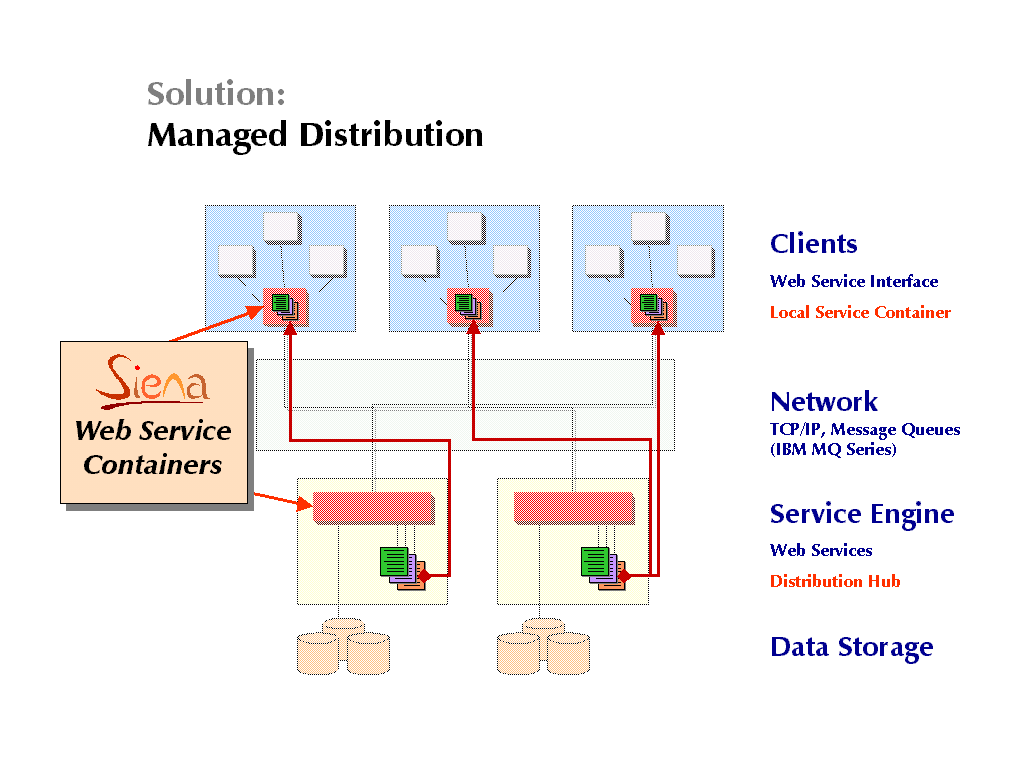 Solution:
Managed Distribution
Clients
Web Service Interface
Local Service Container
Siena
Web Service
Containers
Network
TCP/IP, Message Queues
(IBM MQ Series)
Service Engine
Web Services
Distribution Hub
Data Storage